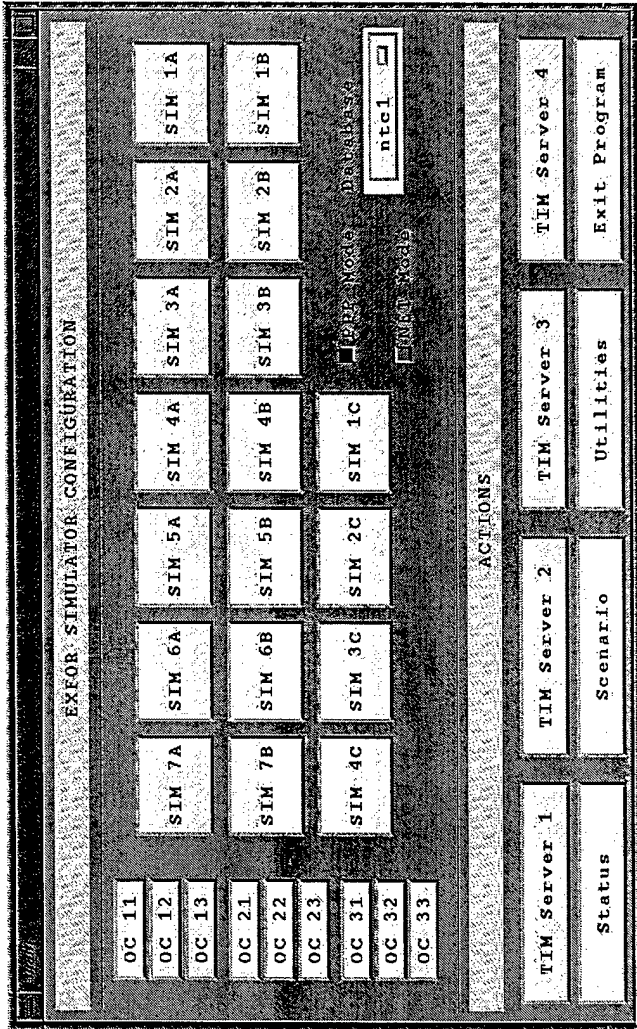 EXFOR SIMULATOR CONFIGURATION
OC 11
OC 12
OC 13
OC 21
OC 22
OC 23
OC 31
OC 32
OC 33
SIM 7A SIM 6A SIM 5A SIM 4A SIM 3A SIM 2A SIM 1A
SIM 7B SIM 6B SIM 5B SIM 4B SIM 3B SIM 2B SIM 1B
SIM 4C SIM 3C SIM 2C SIM 1C
Mode Database
Mode
ntc1
ACTIONS
TIM Server 1 TIM Server 2 TIM Server 3 TIM Server 4
Status Scenario Utilities Exit Program